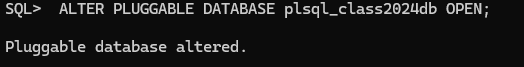 SQL>  ALTER PLUGGABLE DATABASE plsql_class2024db OPEN;
Pluggable database altered.